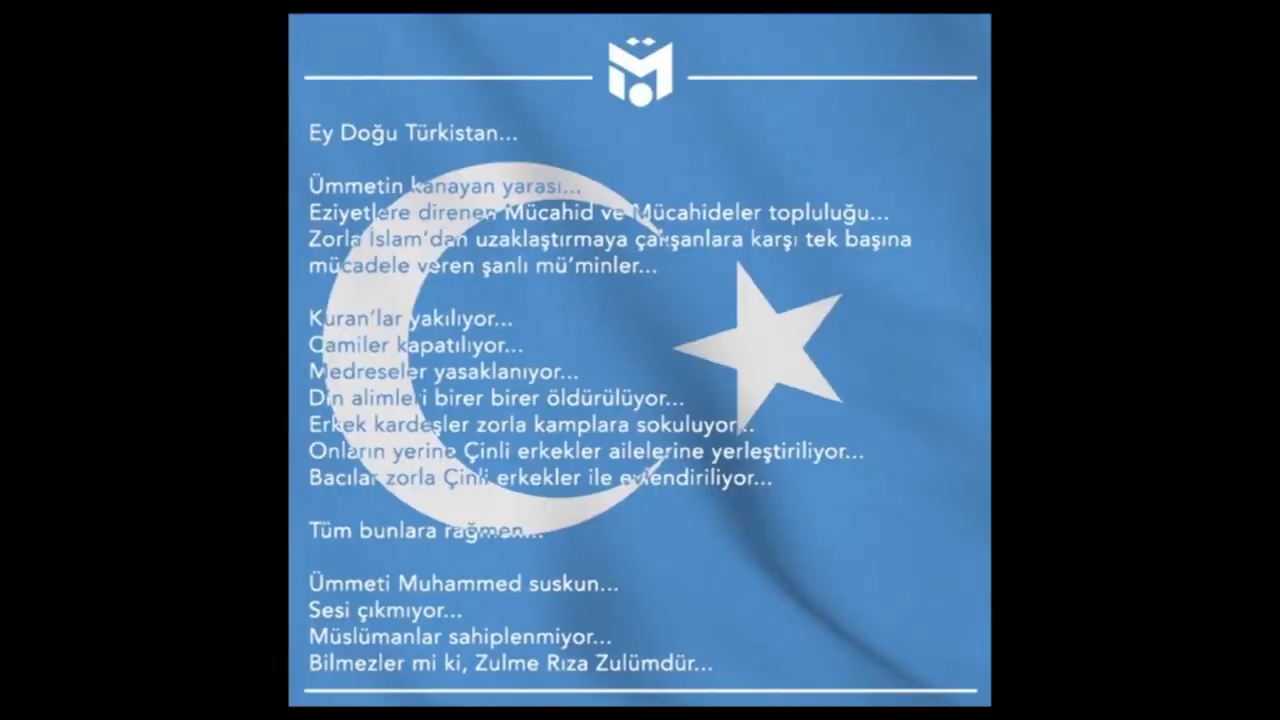 Ey Doğu Türkistan...
Ümmetin kanayan yarası...
Eziyetlere direnen Mücahid ve Mücahideler topluluğu...
Zorla İslam'dan uzaklaştırmaya çalışanlara karşı tek başına
mücadele veren şanlı mü'minler...
Kuran'lar yakılıyor...
Camiler kapatılıyor...
Medreseler yasaklanıyor...
Din alimleri birer birer öldürülüyor...
Erkek kardeşler zorla kamplara sokuluyor...
Onların yerine Çinli erkekler ailelerine yerleştiriliyor...
Bacılar zorla Çinli erkekler ile evlendiriliyor...
Tüm bunlara rağmen...
Ümmeti Muhammed suskun...
Sesi çıkmıyor...
Müslümanlar sahiplenmiyor...
Bilmezler mi ki, Zulme Rıza Zulümdür...